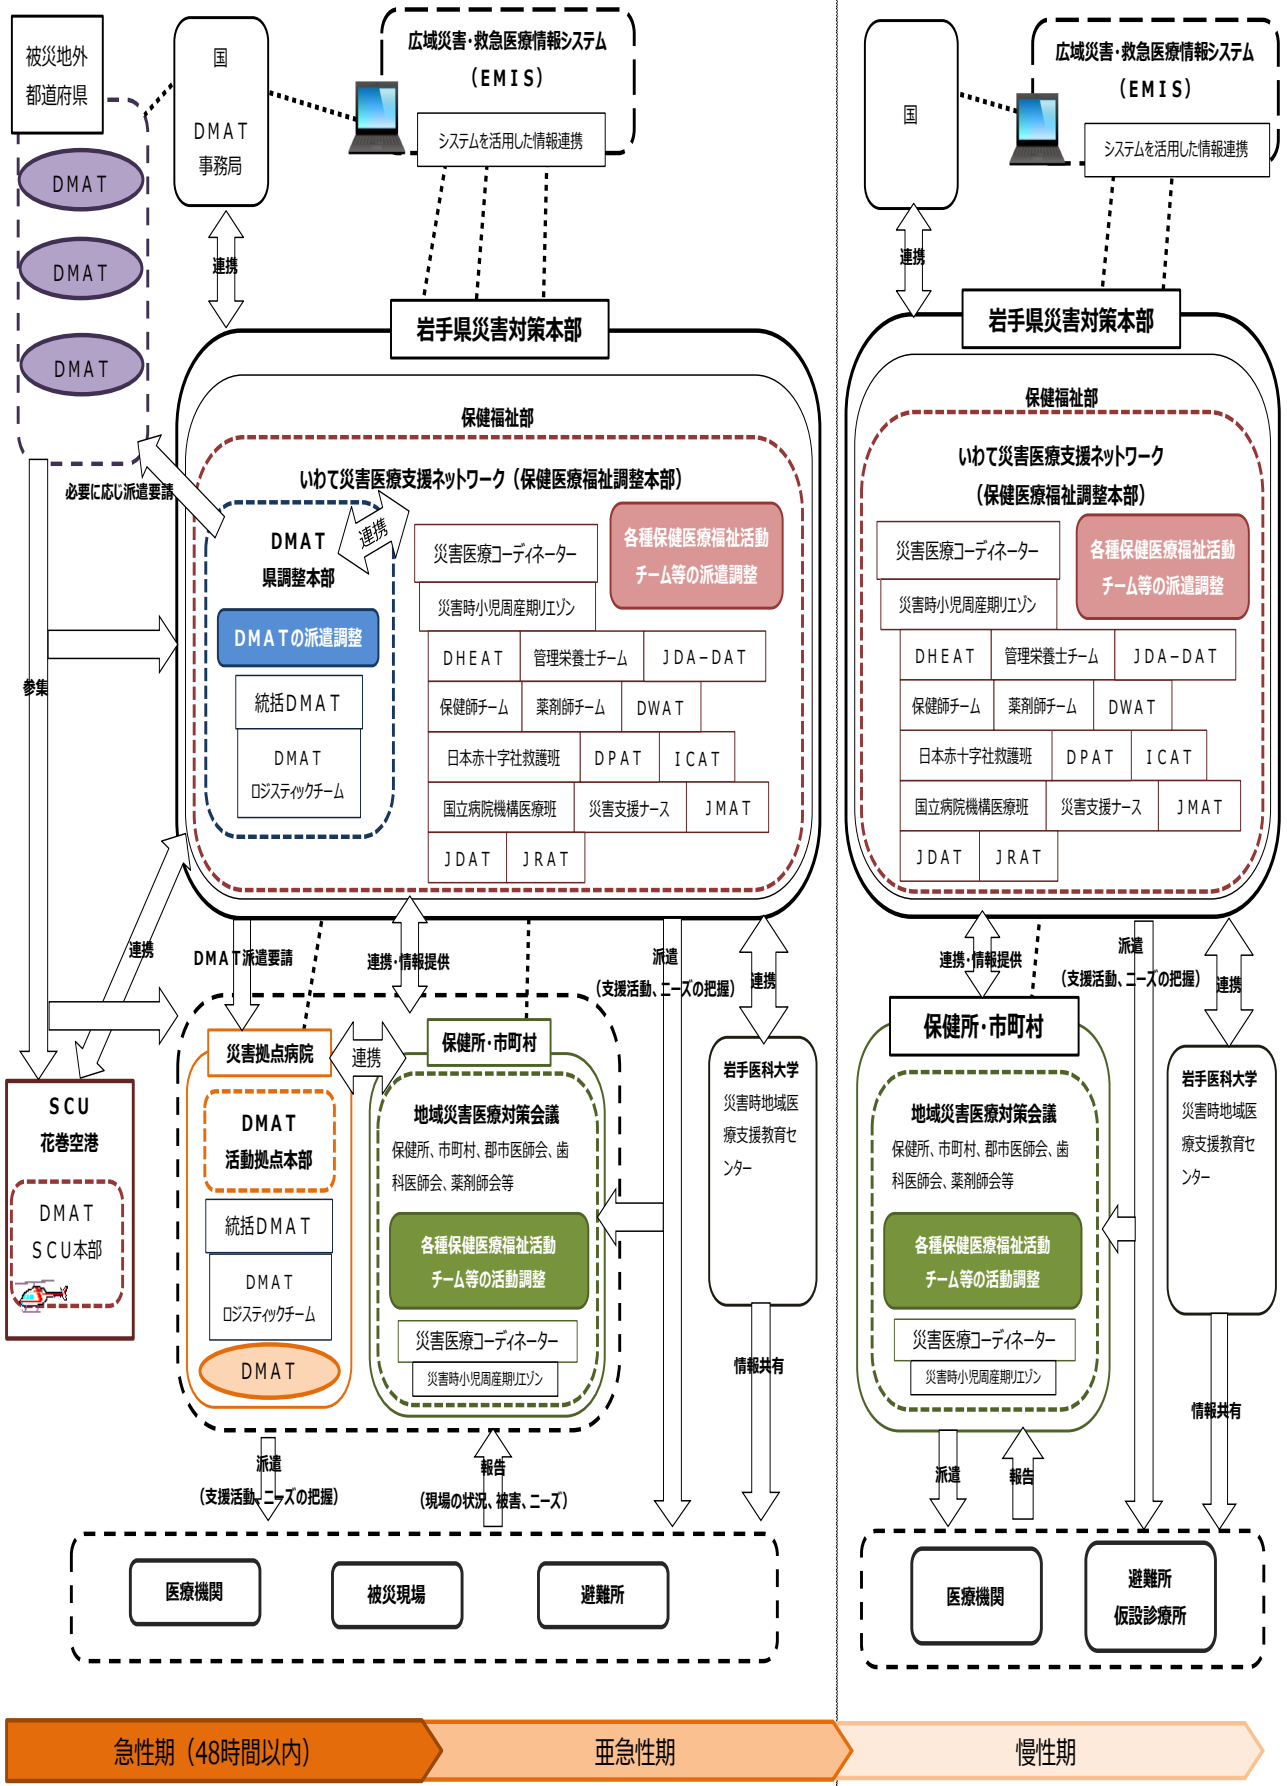 被災地外
都道府県
DMAT
DMAT
DMAT
国
DMAT
事務局
広域災害・救急医療情報システム
(EMIS)
システムを活用した情報連携
連携
岩手県災害対策本部
保健福祉部
いわて災害医療支援ネットワーク(保健医療福祉調整本部)
必要に応じ派遣要請
DMAT
県調整本部
連携
DMATの派遣調整
統括DMAT
DMAT
ロジスティックチーム
災害医療コーディネーター
災害時小児周産期リエゾン
各種保健医療福祉活動
チーム等の派遣調整
DHEAT
管理栄養士チーム
JDA-DAT
保健師チーム
薬剤師チーム
DWAT
日本赤十字社救護班
DPAT
ICAT
国立病院機構医療班
災害支援ナース
JMAT
JDAT
JRAT
参集
連携
DMAT派遣要請
連携・情報提供
派遣
(支援活動、ニーズの把握)
連携
SCU
花巻空港
DMAT
SCU本部
災害拠点病院
連携
保健所・市町村
DMAT
活動拠点本部
統括DMAT
DMAT
ロジスティックチーム
DMAT
地域災害医療対策会議
保健所、市町村、郡市医師会、歯
科医師会、薬剤師会等
各種保健医療福祉活動
チーム等の活動調整
災害医療コーディネーター
災害時小児周産期リエゾン
岩手医科大学
災害時地域医
療支援教育セ
ンター
情報共有
派遣
(支援活動、ニーズの把握)
報告
(現場の状況、被害、ニーズ)
医療機関
被災現場
避難所
急性期(48時間以内)
亜急性期
国
広域災害・救急医療情報システム
(EMIS)
システムを活用した情報連携
連携
岩手県災害対策本部
保健福祉部
いわて災害医療支援ネットワーク
(保健医療福祉調整本部)
災害医療コーディネーター
災害時小児周産期リエゾン
各種保健医療福祉活動
チーム等の派遣調整
DHEAT
管理栄養士チーム
JDA-DAT
保健師チーム
薬剤師チーム
DWAT
日本赤十字社救護班
DPAT
ICAT
国立病院機構医療班
災害支援ナース
JMAT
JDAT
JRAT
連携・情報提供
派遣
(支援活動、ニーズの把握)
連携
保健所・市町村
地域災害医療対策会議
保健所、市町村、郡市医師会、歯
科医師会、薬剤師会等
各種保健医療福祉活動
チーム等の活動調整
災害医療コーディネーター
災害時小児周産期リエゾン
岩手医科大学
災害時地域医
療支援教育セ
ンター
情報共有
派遣
報告
医療機関
避難所
仮設診療所
慢性期